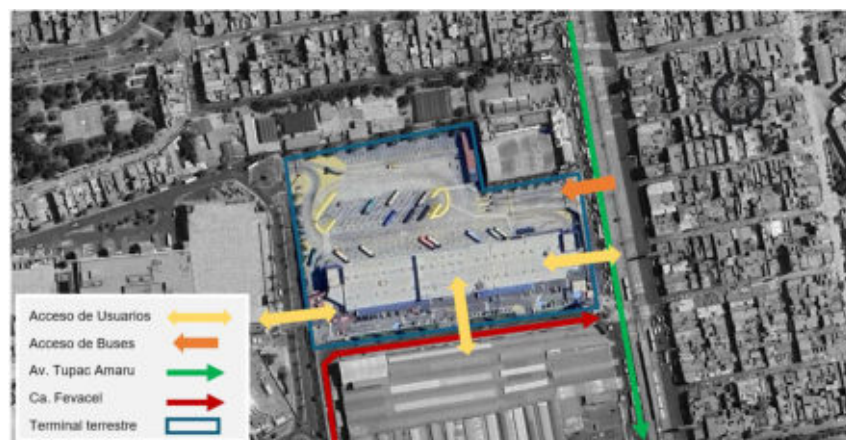 Acceso de Usuarios
Acceso de Buses
Av. Tupac Amaru
Ca. Fevacel
Terminal terrestre